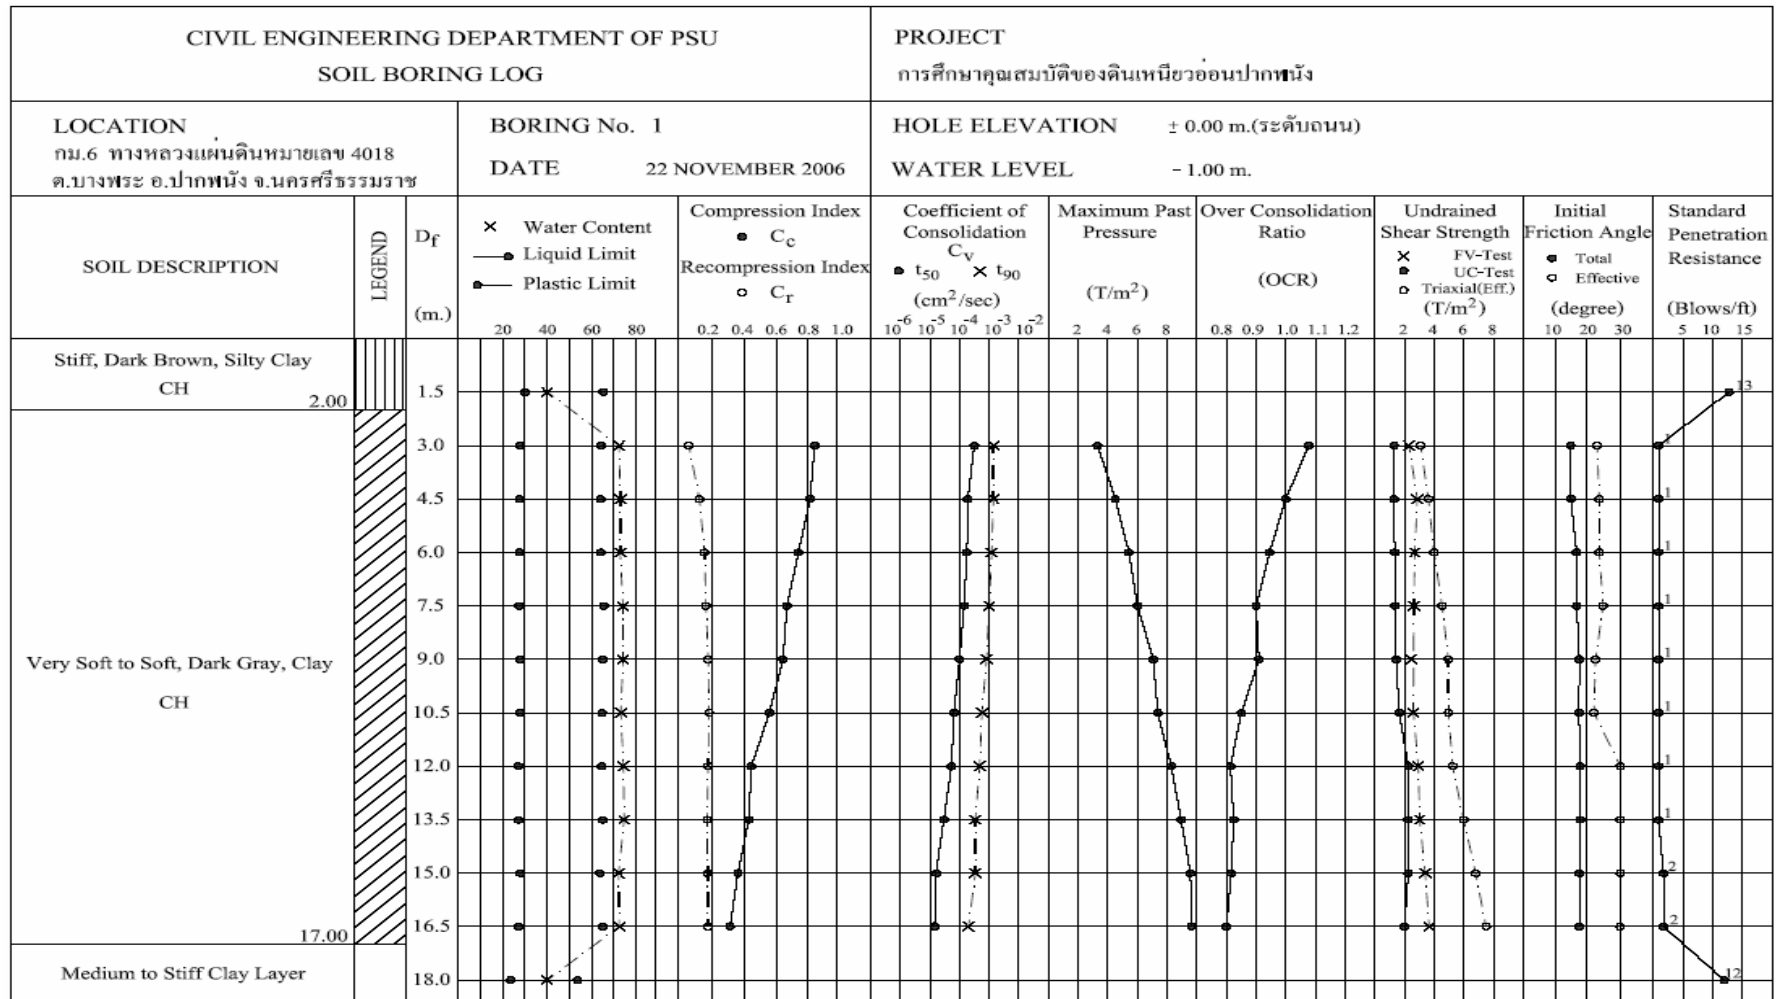 CIVIL ENGINEERING DEPARTMENT OF PSU
SOIL BORING LOG
PROJECT
การศึกษาคุณสมบัติของดินเหนียวอ่อนปากพนัง
LOCATION
กม.6 ทางหลวงแผ่นดินหมายเลข 4018
ต.บางพระ อ.ปากพนัง จ.นครศรีธรรมราช
BORING No. 1
DATE 22 NOVEMBER 2006
HOLE ELEVATION ± 0.00 m.(ระดับถนน)
WATER LEVEL - 1.00 m.
SOIL DESCRIPTION
LEGEND
Df
(m.)
Water Content
Liquid Limit
Plastic Limit
20 40 60 80
Compression Index
Cc
Recompression Index
Cr
0.2 0.4 0.6 0.8 1.0
Coefficient of
Consolidation
Cv
t50 t90
(cm²/sec)
10⁻⁶ 10⁻⁵ 10⁻⁴ 10⁻³ 10⁻²
Maximum Past
Pressure
(T/m²)
2 4 6 8
Over Consolidation
Ratio
(OCR)
0.8 0.9 1.0 1.1 1.2
Undrained
Shear Strength
FV-Test
UC-Test
Triaxial(Eff.)
(T/m²)
2 4 6 8
Initial
Friction Angle
Total
Effective
(degree)
10 20 30
Standard
Penetration
Resistance
(Blows/ft)
5 10 15
Stiff, Dark Brown, Silty Clay
CH
2.00
1.5 13
3.0 1
4.5 1
6.0 1
7.5 1
Very Soft to Soft, Dark Gray, Clay
CH
9.0 1
10.5 1
12.0 1
13.5 1
15.0 2
16.5 2
17.00
Medium to Stiff Clay Layer
18.0 12